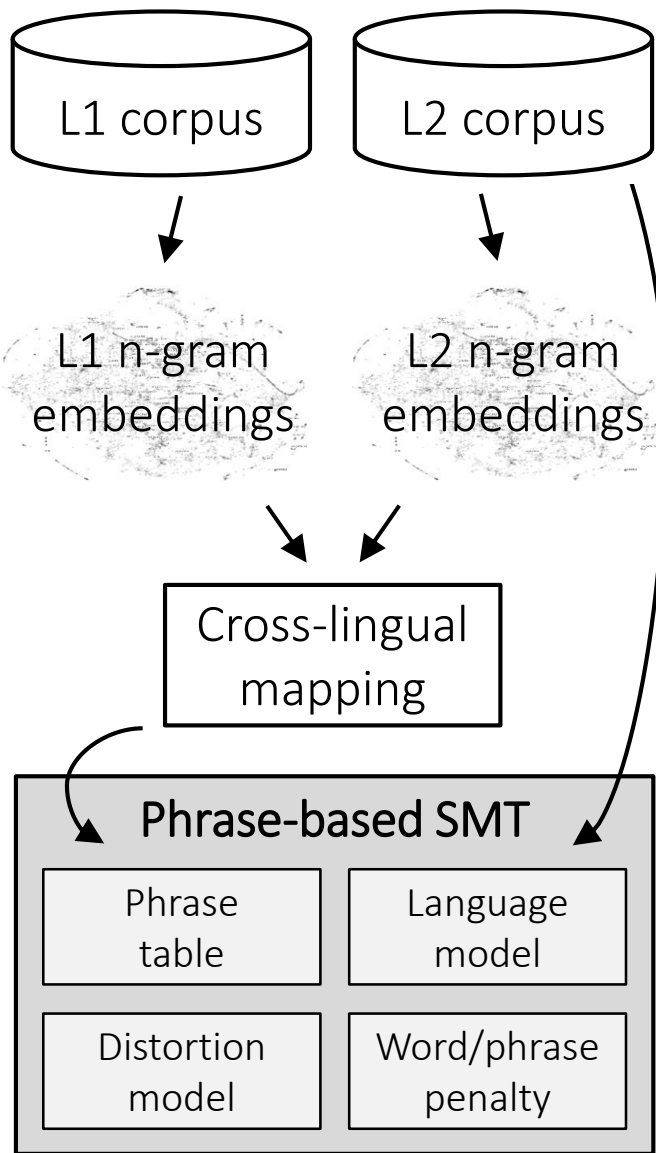 L1 corpus
L2 corpus
L1 n-gram
embeddings
L2 n-gram
embeddings
Cross-lingual
mapping
Phrase-based SMT
Phrase
table
Language
model
Distortion
model
Word/phrase
penalty